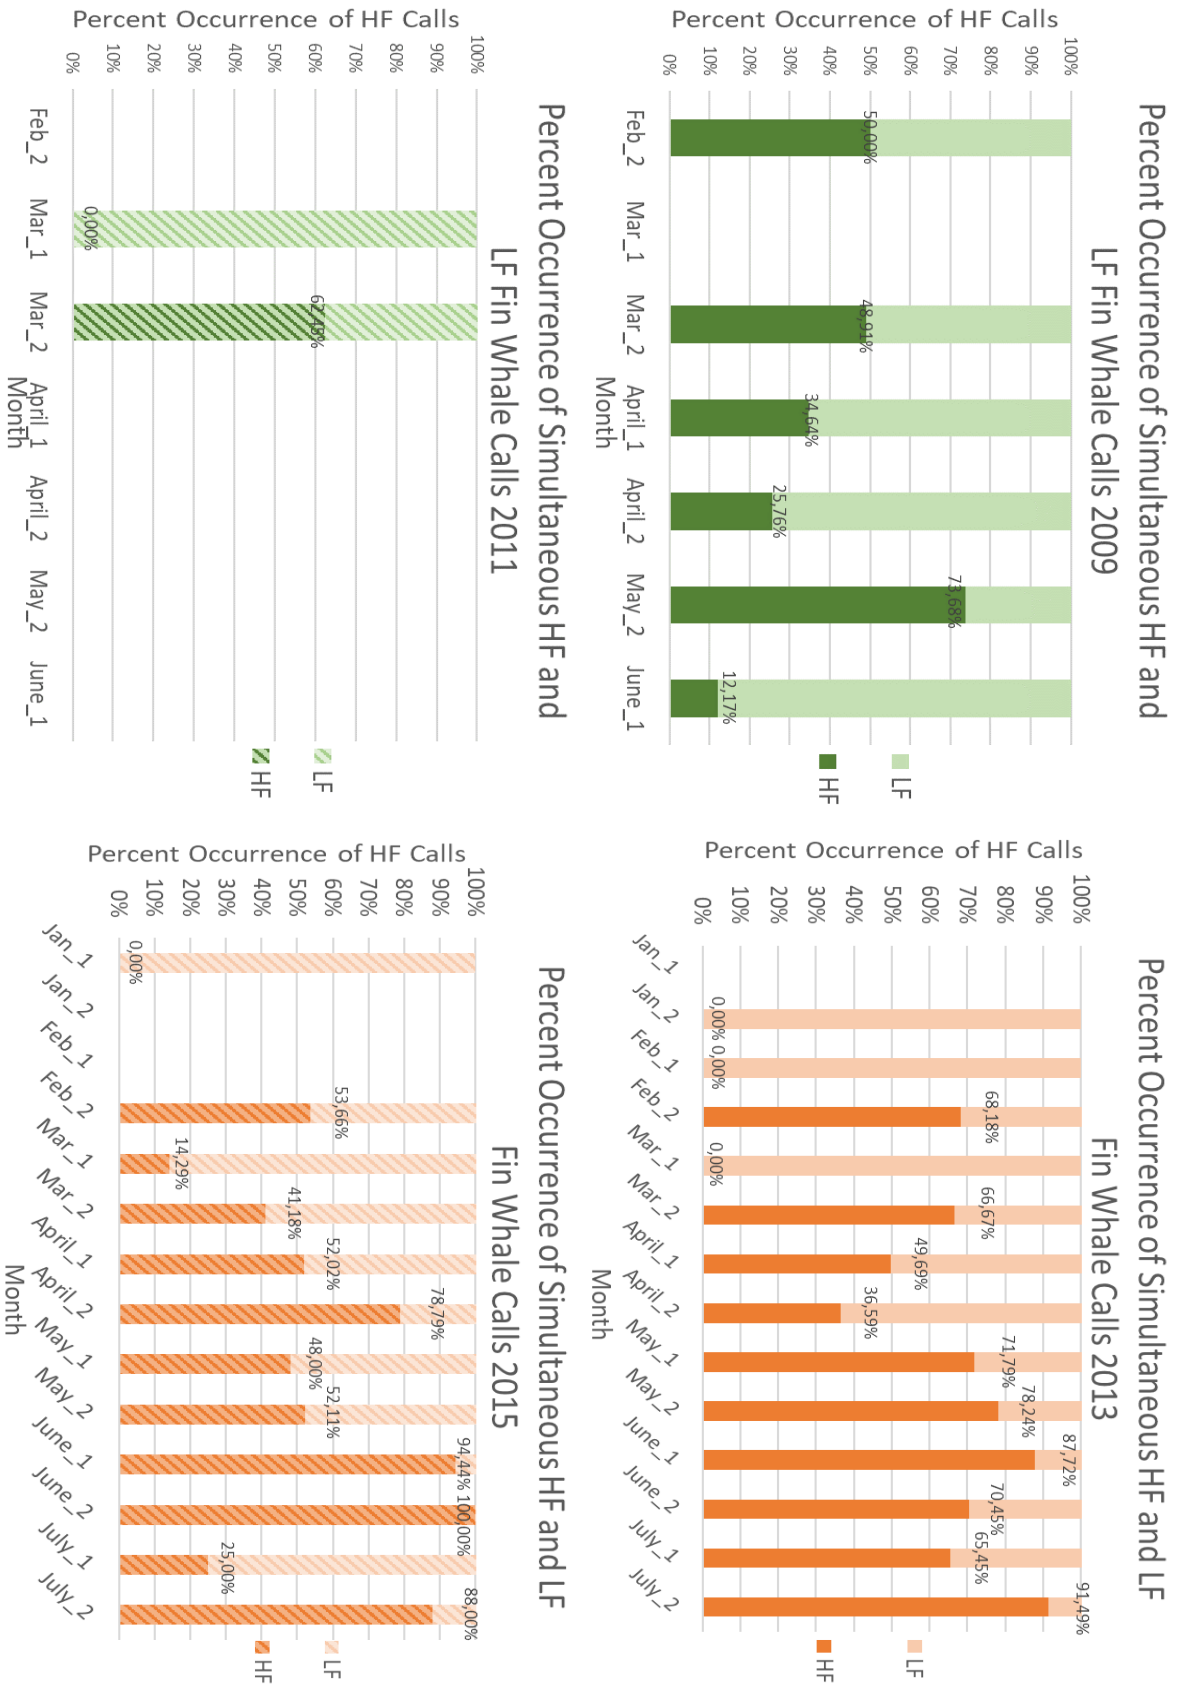 Percent Occurrence of Simultaneous HF and
LF Fin Whale Calls 2009
Percent Occurrence of HF Calls
100%
90%
80%
70%
60%
50%
40%
30%
20%
10%
0%
50,00%
48,91%
34,64%
25,76%
73,68%
12,17%
Feb_2
Mar_1
Mar_2
April_1
April_2
May_2
June_1
Month
LF
HF
Percent Occurrence of Simultaneous HF and LF
Fin Whale Calls 2013
Percent Occurrence of HF Calls
100%
90%
80%
70%
60%
50%
40%
30%
20%
10%
0%
0,00%
0,00%
68,18%
0,00%
66,67%
49,69%
36,59%
71,79%
78,24%
87,72%
70,45%
65,45%
91,49%
Jan_1
Jan_2
Feb_1
Feb_2
Mar_1
Mar_2
April_1
April_2
May_1
May_2
June_1
June_2
July_1
July_2
Month
LF
HF
Percent Occurrence of Simultaneous HF and
LF Fin Whale Calls 2011
Percent Occurrence of HF Calls
100%
90%
80%
70%
60%
50%
40%
30%
20%
10%
0%
0,00%
62,48%
Feb_2
Mar_1
Mar_2
April_1
April_2
May_2
June_1
Month
LF
HF
Percent Occurrence of Simultaneous HF and LF
Fin Whale Calls 2015
Percent Occurrence of HF Calls
100%
90%
80%
70%
60%
50%
40%
30%
20%
10%
0%
0,00%
53,66%
14,29%
41,18%
52,02%
78,79%
48,00%
52,11%
94,44%
100,00%
25,00%
88,00%
Jan_1
Jan_2
Feb_1
Feb_2
Mar_1
Mar_2
April_1
April_2
May_1
May_2
June_1
June_2
July_1
July_2
Month
LF
HF